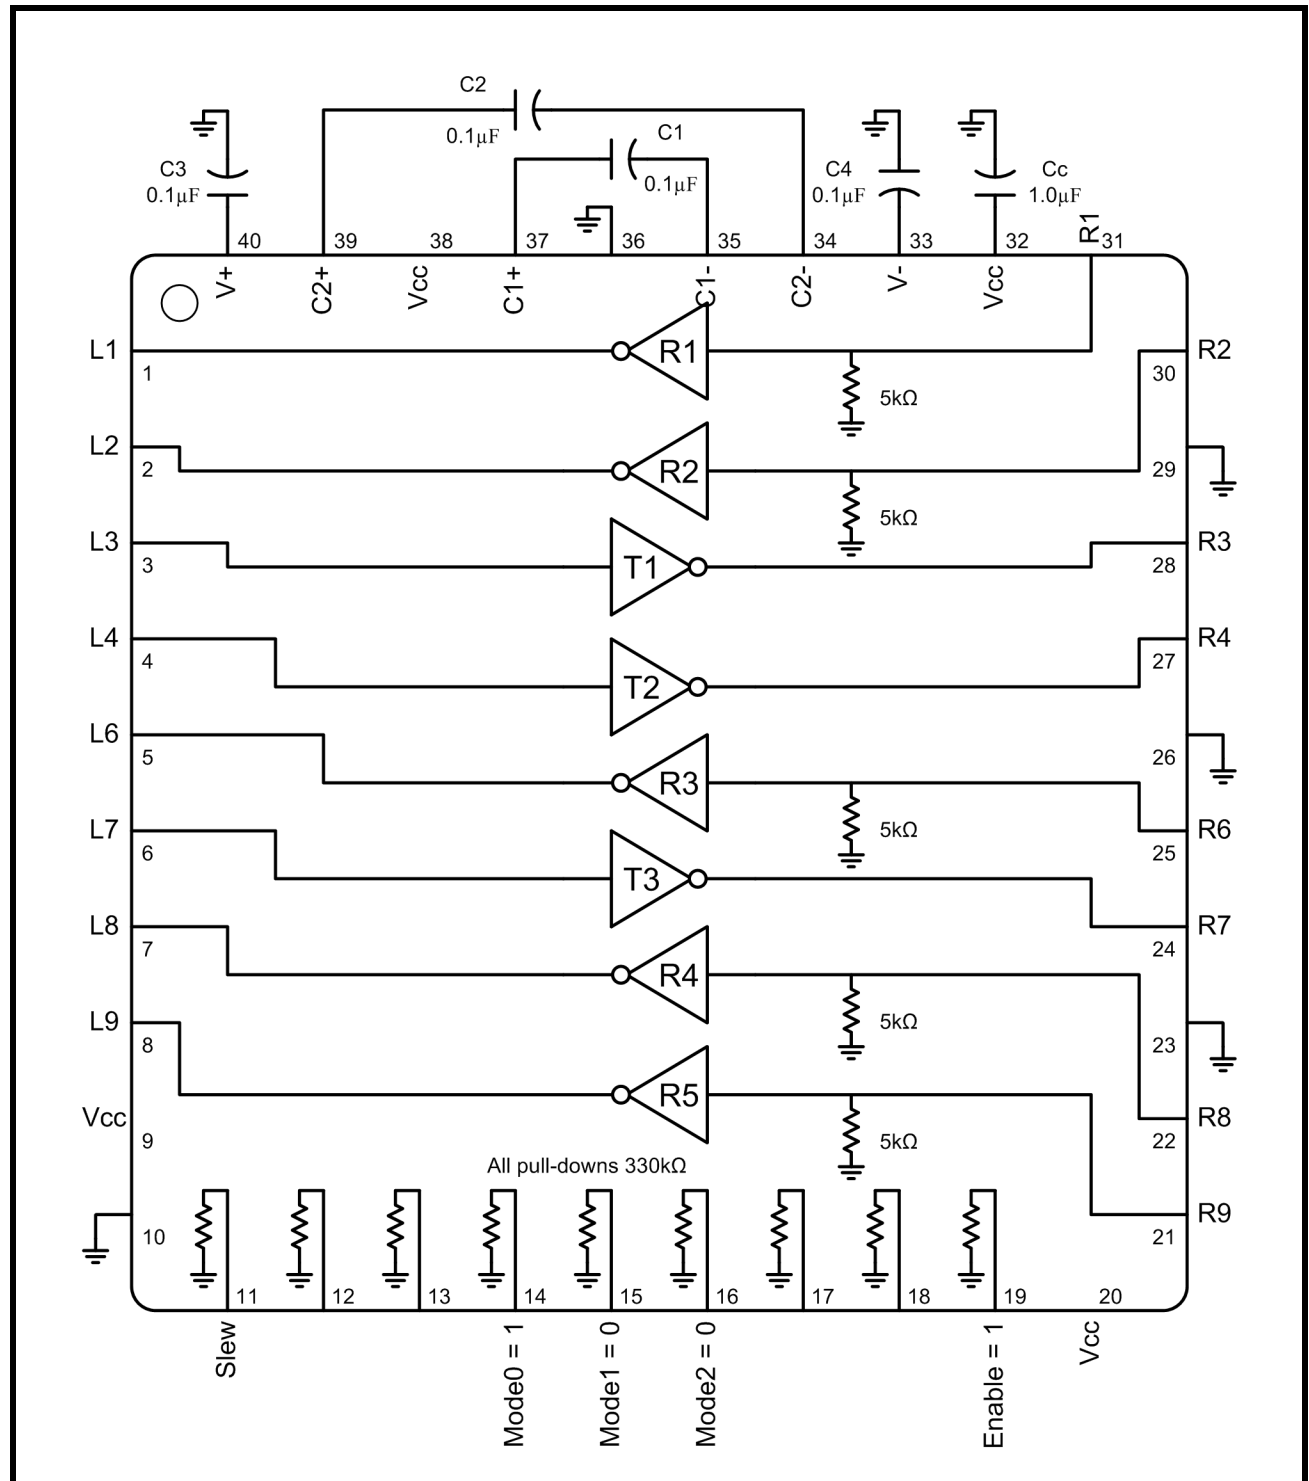 C2
0.1µF
C1
0.1µF
C3
0.1µF
C4
0.1µF
Cc
1.0µF
R1
40 39 38 37 36 35 34 33 32 31
V+ C2+ Vcc C1+ C1- C2- V- Vcc
L1
1
R1
5kΩ
R2
30
L2
2
R2
5kΩ
29
L3
3
T1
R3
28
L4
4
T2
R4
27
L6
5
R3
5kΩ
26
R6
25
L7
6
T3
R7
24
L8
7
R4
5kΩ
23
L9
8
R5
5kΩ
R8
22
Vcc
9
All pull-downs 330kΩ
R9
21
10
11 12 13 14 15 16 17 18 19 20
Slew
Mode0 = 1
Mode1 = 0
Mode2 = 0
Enable = 1
Vcc